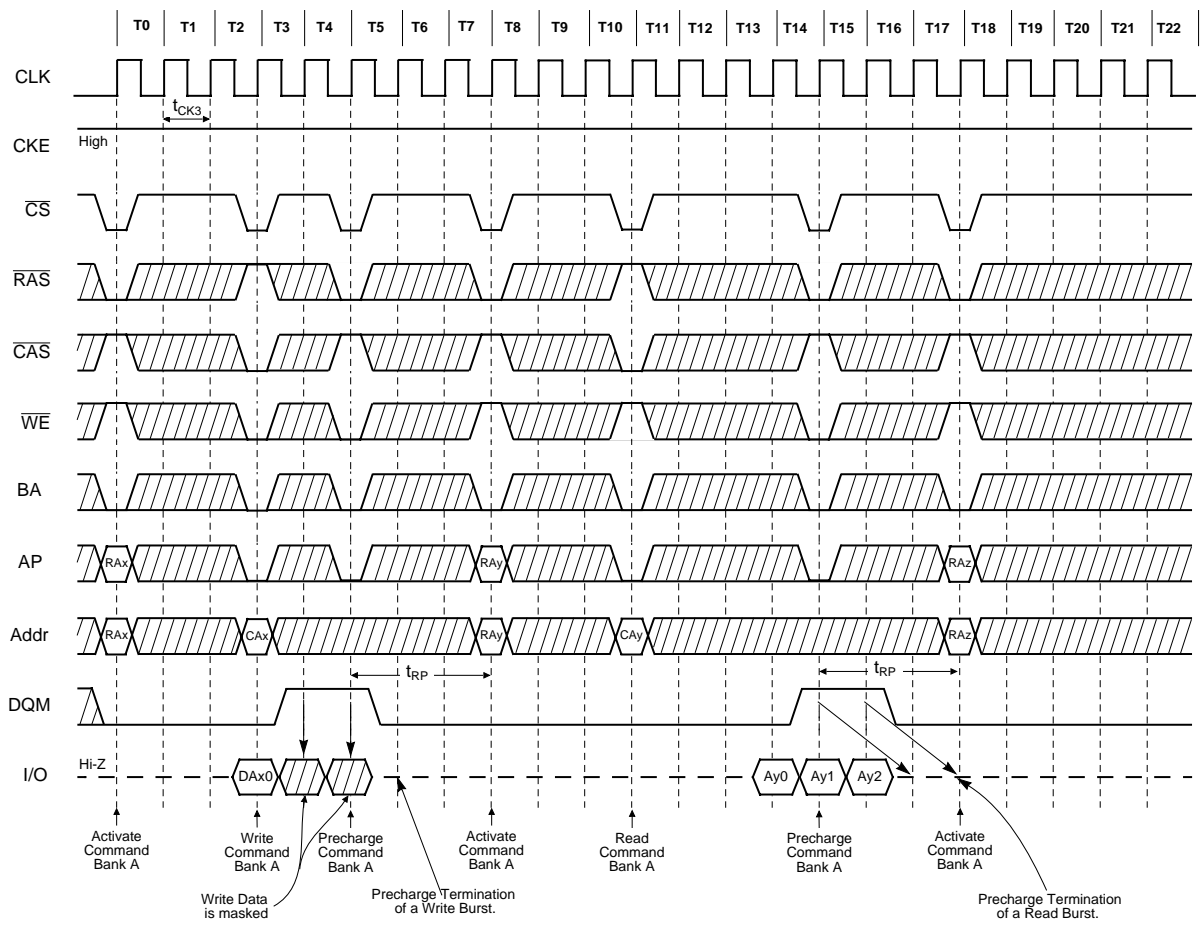 T0 T1 T2 T3 T4 T5 T6 T7 T8 T9 T10 T11 T12 T13 T14 T15 T16 T17 T18 T19 T20 T21 T22
CLK
tCK3
CKE High
CS
RAS
CAS
WE
BA
AP RAx RAy RAz
Addr RAx CAx RAy CAy RAz
tRP tRP
DQM
I/O Hi-Z DAx0 Ay0 Ay1 Ay2
Activate
Command
Bank A
Write
Command
Bank A
Precharge
Command
Bank A
Activate
Command
Bank A
Read
Command
Bank A
Precharge
Command
Bank A
Activate
Command
Bank A
Write Data
is masked
Precharge Termination
of a Write Burst.
Precharge Termination
of a Read Burst.